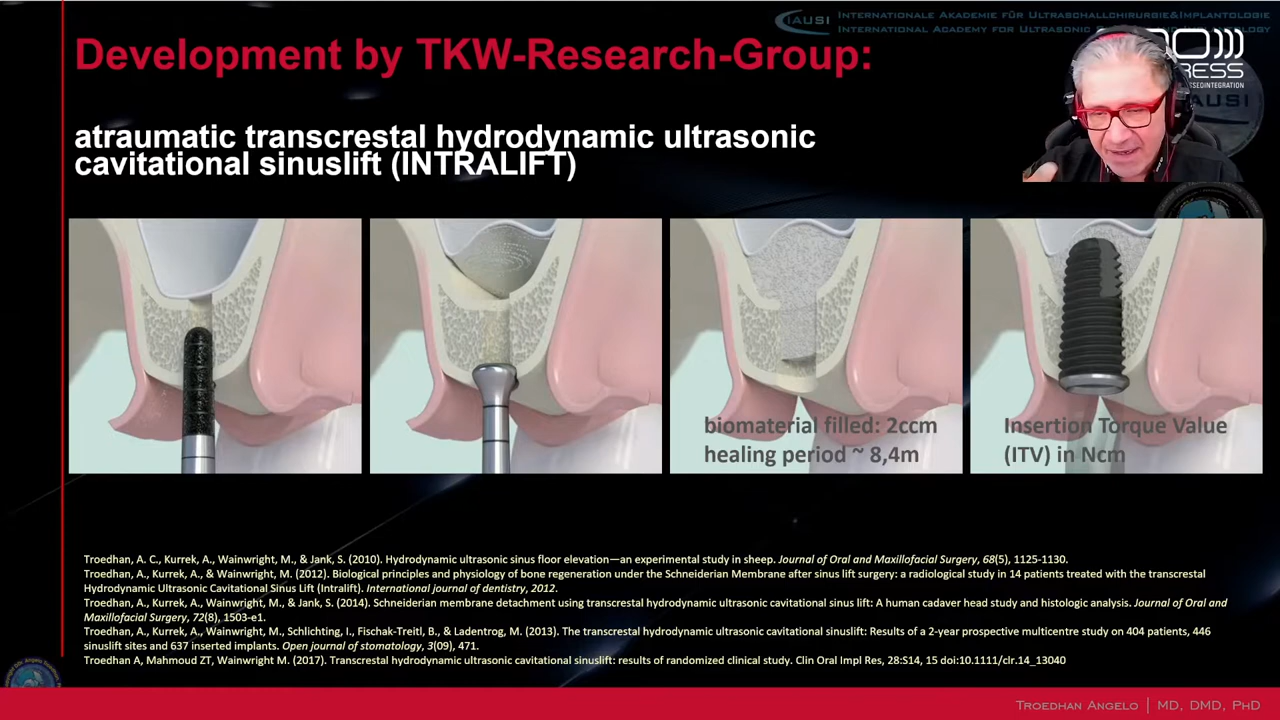 IAUSI
INTERNATIONALE AKADEMIE FÜR ULTRASCHALLCHIRURGIE&IMPLANTOLOGIE
INTERNATIONAL ACADEMY FOR ULTRASONIC
Development by TKW-Research-Group:
RESS
SEOINTEGRATION
IAUSI
atraumatic transcrestal hydrodynamic ultrasonic
cavitational sinuslift (INTRALIFT)
biomaterial filled: 2ccm
healing period ~ 8,4m
Insertion Torque Value
(ITV) in Ncm
Troedhan, A. C., Kurrek, A., Wainwright, M., & Jank, S. (2010). Hydrodynamic ultrasonic sinus floor elevation—an experimental study in sheep. Journal of Oral and Maxillofacial Surgery, 68(5), 1125-1130.
Troedhan, A., Kurrek, A., & Wainwright, M. (2012). Biological principles and physiology of bone regeneration under the Schneiderian Membrane after sinus lift surgery: a radiological study in 14 patients treated with the transcrestal
Hydrodynamic Ultrasonic Cavitational Sinus Lift (Intralift). International journal of dentistry, 2012.
Troedhan, A., Kurrek, A., Wainwright, M., & Jank, S. (2014). Schneiderian membrane detachment using transcrestal hydrodynamic ultrasonic cavitational sinus lift: A human cadaver head study and histologic analysis. Journal of Oral and
Maxillofacial Surgery, 72(8), 1503-e1.
Troedhan, A., Kurrek, A., Wainwright, M., Schlichting, I., Fischak-Treitl, B., & Ladentrog, M. (2013). The transcrestal hydrodynamic ultrasonic cavitational sinuslift: Results of a 2-year prospective multicentre study on 404 patients, 446
sinuslift sites and 637 inserted implants. Open journal of stomatology, 3(09), 471.
Troedhan A, Mahmoud ZT, Wainwright M. (2017). Transcrestal hydrodynamic ultrasonic cavitational sinuslift: results of randomized clinical study. Clin Oral Impl Res, 28:S14, 15 doi:10.1111/clr.14_13040
TROEDHAN ANGELO | MD, DMD, PHD